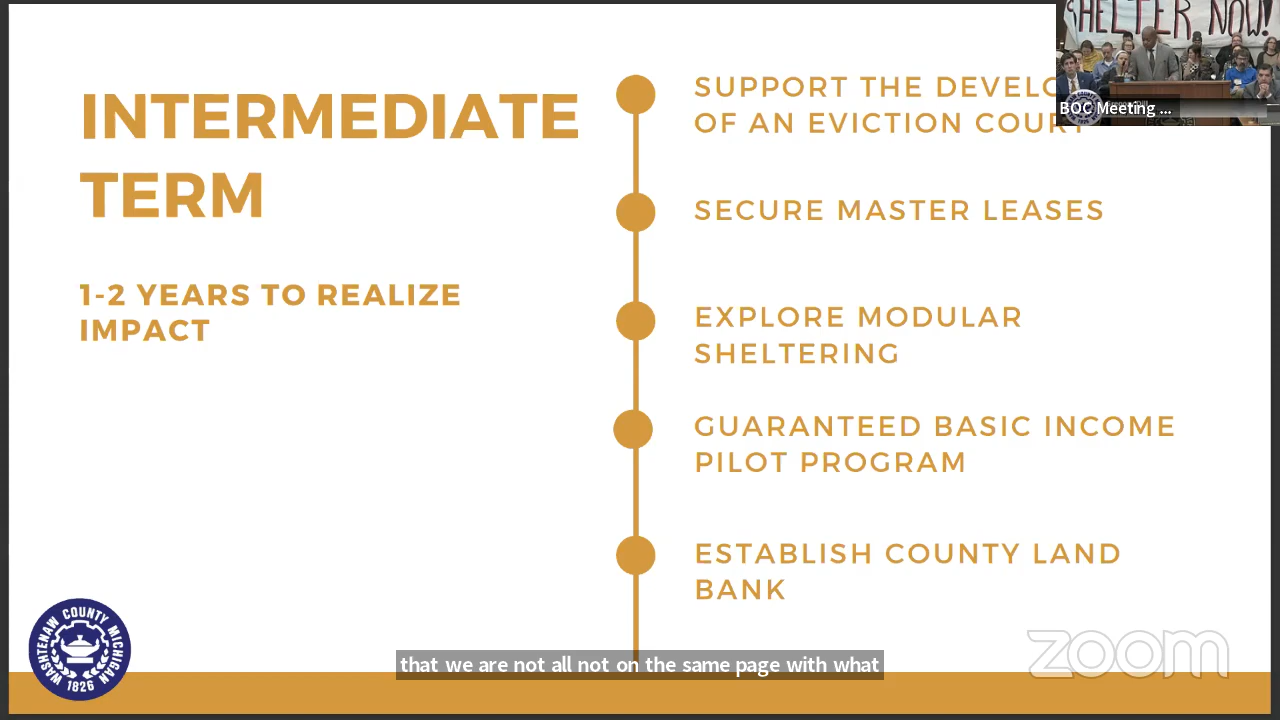 SHELTER NOW!
BOC Meeting ...
INTERMEDIATE
TERM
1-2 YEARS TO REALIZE
IMPACT
SUPPORT THE DEVELO
OF AN EVICTION COURT
SECURE MASTER LEASES
EXPLORE MODULAR
SHELTERING
GUARANTEED BASIC INCOME
PILOT PROGRAM
ESTABLISH COUNTY LAND
BANK
WASHTENAW COUNTY MICHIGAN
1826
that we are not all not on the same page with what
zoom